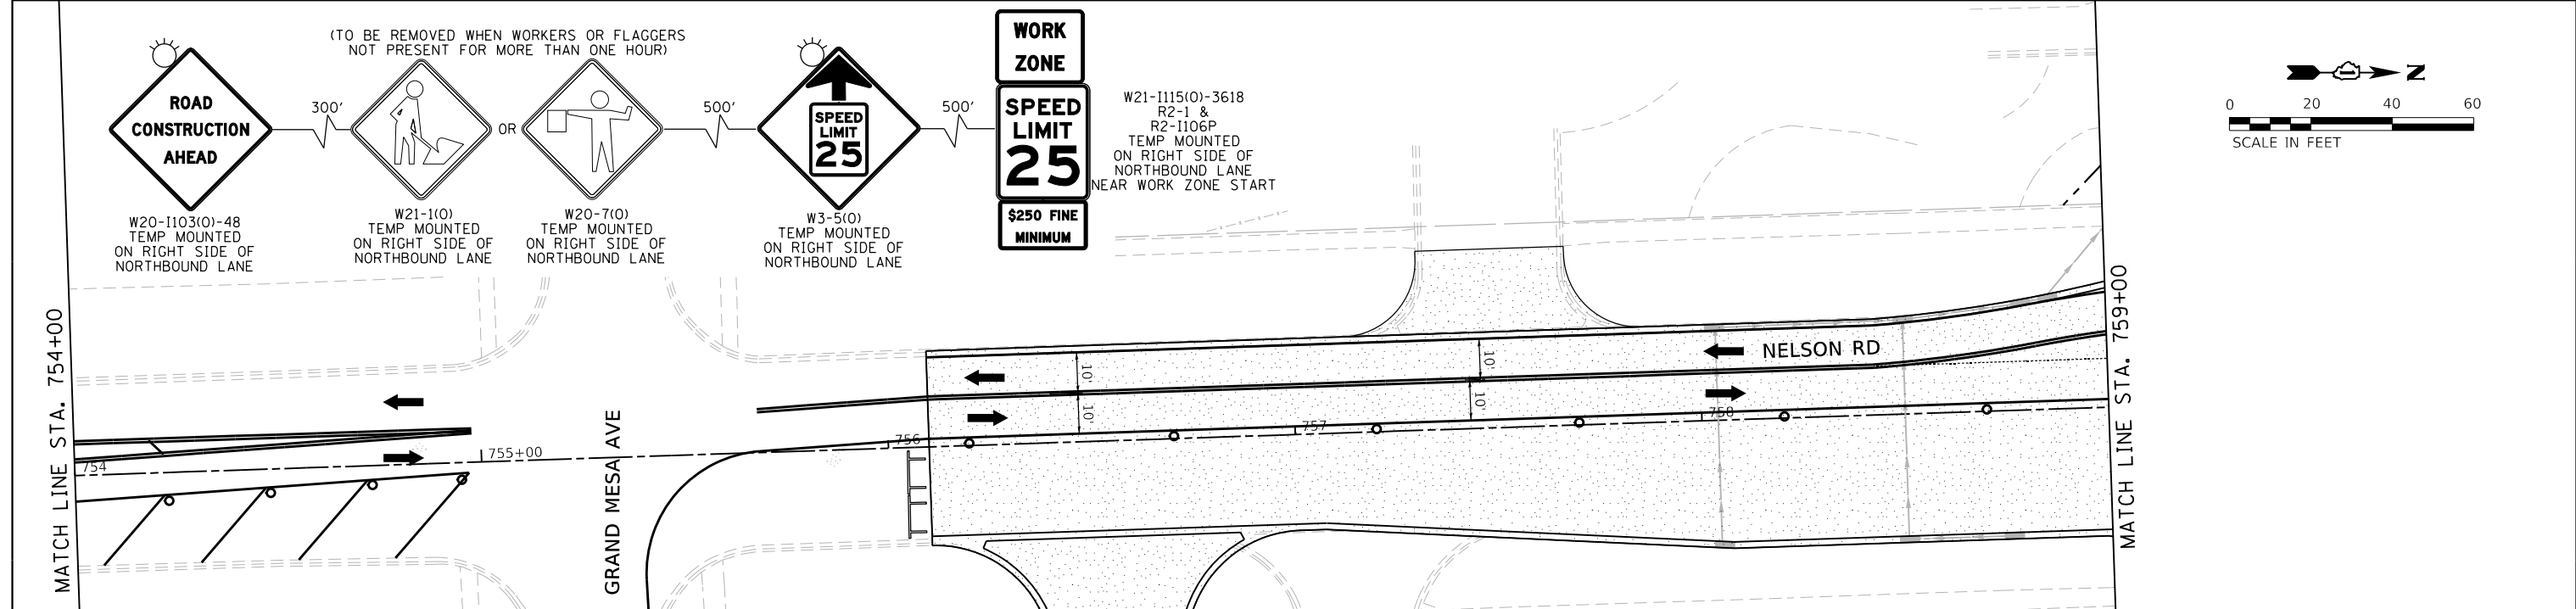 (TO BE REMOVED WHEN WORKERS OR FLAGGERS
NOT PRESENT FOR MORE THAN ONE HOUR)
ROAD
CONSTRUCTION
AHEAD
300'
OR
500'
SPEED
LIMIT
25
500'
WORK
ZONE
SPEED
LIMIT
25
$250 FINE
MINIMUM
W20-I103(0)-48
TEMP MOUNTED
ON RIGHT SIDE OF
NORTHBOUND LANE
W21-1(0)
TEMP MOUNTED
ON RIGHT SIDE OF
NORTHBOUND LANE
W20-7(0)
TEMP MOUNTED
ON RIGHT SIDE OF
NORTHBOUND LANE
W3-5(0)
TEMP MOUNTED
ON RIGHT SIDE OF
NORTHBOUND LANE
W21-I115(0)-3618
R2-1 &
R2-I106P
TEMP MOUNTED
ON RIGHT SIDE OF
NORTHBOUND LANE
NEAR WORK ZONE START
N
0 20 40 60
SCALE IN FEET
MATCH LINE STA. 754+00
754
755+00
GRAND MESA AVE
756
10'
10'
757
10'
10'
NELSON RD
758
MATCH LINE STA. 759+00